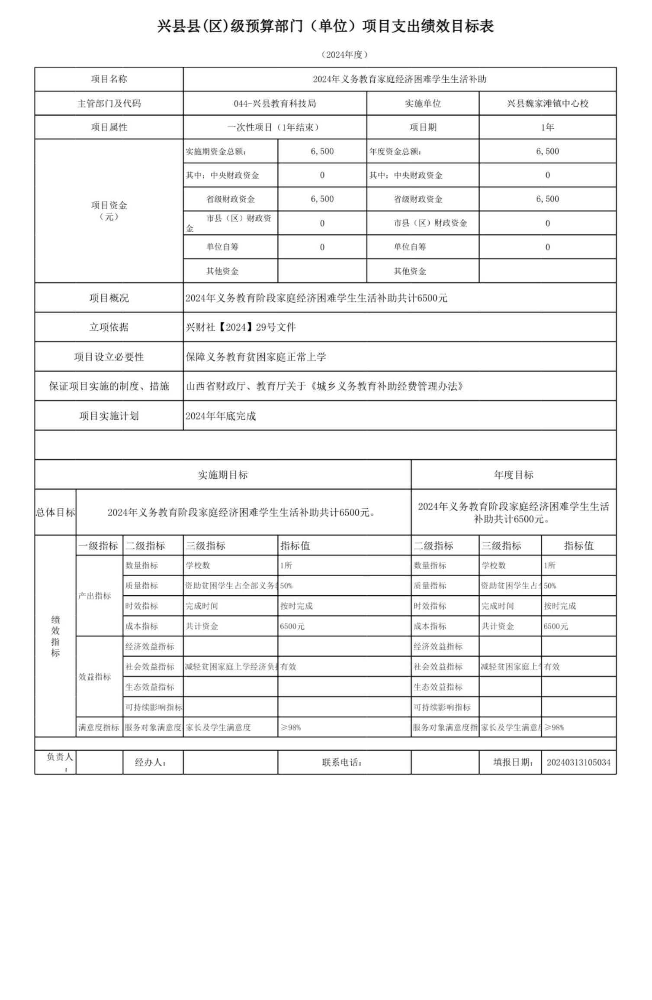 兴县县(区)级预算部门（单位）项目支出绩效目标表
（2024年度）
项目名称 2024年义务教育家庭经济困难学生生活补助
主管部门及代码 044-兴县教育科技局 实施单位 兴县魏家滩镇中心校
项目属性 一次性项目（1年结束） 项目期 1年
项目资金
（元）
实施期资金总额： 6,500 年度资金总额： 6,500
其中：中央财政资金 0 其中：中央财政资金 0
省级财政资金 6,500 省级财政资金 6,500
市县（区）财政资
金 0 市县（区）财政资金 0
单位自筹 0 单位自筹 0
其他资金 其他资金
项目概况 2024年义务教育阶段家庭经济困难学生生活补助共计6500元
立项依据 兴财社【2024】29号文件
项目设立必要性 保障义务教育贫困家庭正常上学
保证项目实施的制度、措施 山西省财政厅、教育厅关于《城乡义务教育补助经费管理办法》
项目实施计划 2024年年底完成
实施期目标 年度目标
总体目标 2024年义务教育阶段家庭经济困难学生生活补助共计6500元。
2024年义务教育阶段家庭经济困难学生生活
补助共计6500元。
绩
效
指
标
一级指标 二级指标 三级指标 指标值 二级指标 三级指标 指标值
产出指标
数量指标 学校数 1所 数量指标 学校数 1所
质量指标 资助贫困学生占全部义务 50% 质量指标 资助贫困学生占 50%
时效指标 完成时间 按时完成 时效指标 完成时间 按时完成
成本指标 共计资金 6500元 成本指标 共计资金 6500元
效益指标
经济效益指标 经济效益指标
社会效益指标 减轻贫困家庭上学经济负 有效 社会效益指标 减轻贫困家庭上 有效
生态效益指标 生态效益指标
可持续影响指标 可持续影响指标
满意度指标 服务对象满意度 家长及学生满意度 ≥98% 服务对象满意度指 家长及学生满意 ≥98%
负责人
： 经办人： 联系电话： 填报日期： 20240313105034